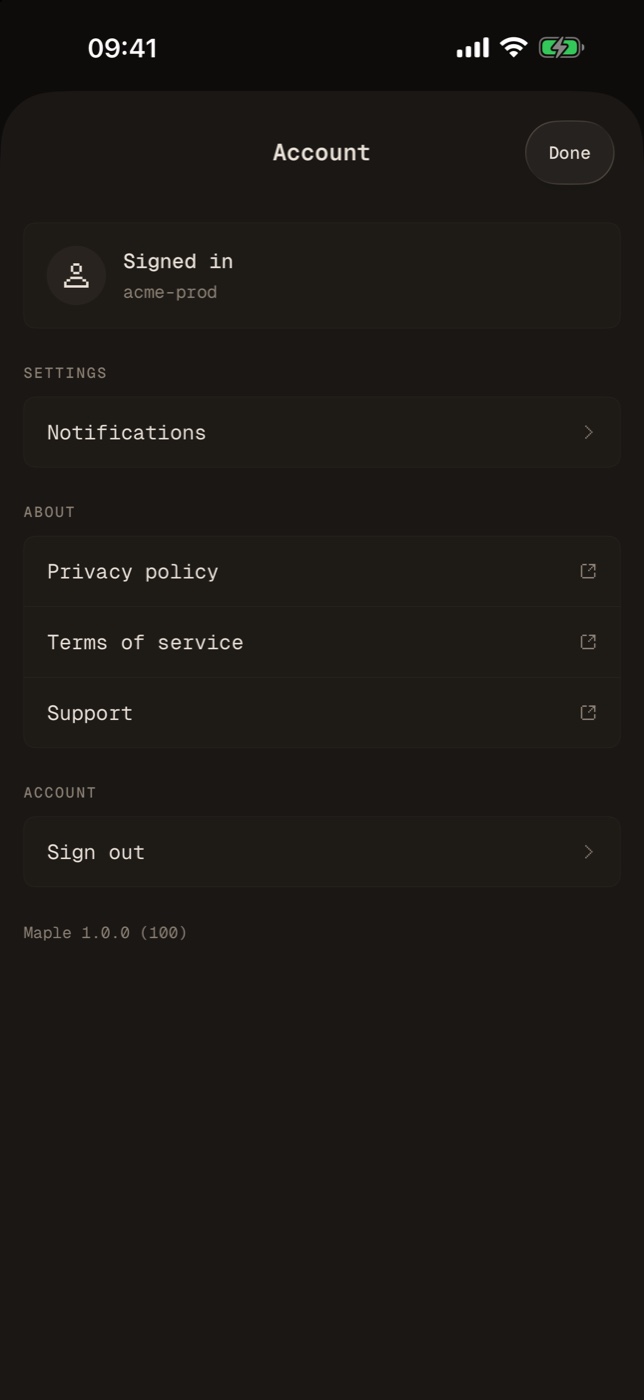 09:41
Account
Done
Signed in
acme-prod
SETTINGS
Notifications
ABOUT
Privacy policy
Terms of service
Support
ACCOUNT
Sign out
Maple 1.0.0 (100)